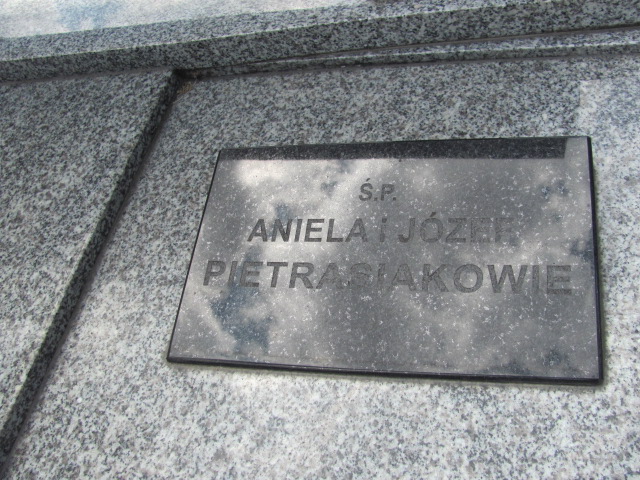 Ś.P.
ANIELA i JÓZEF
PIETRASIAKOWIE